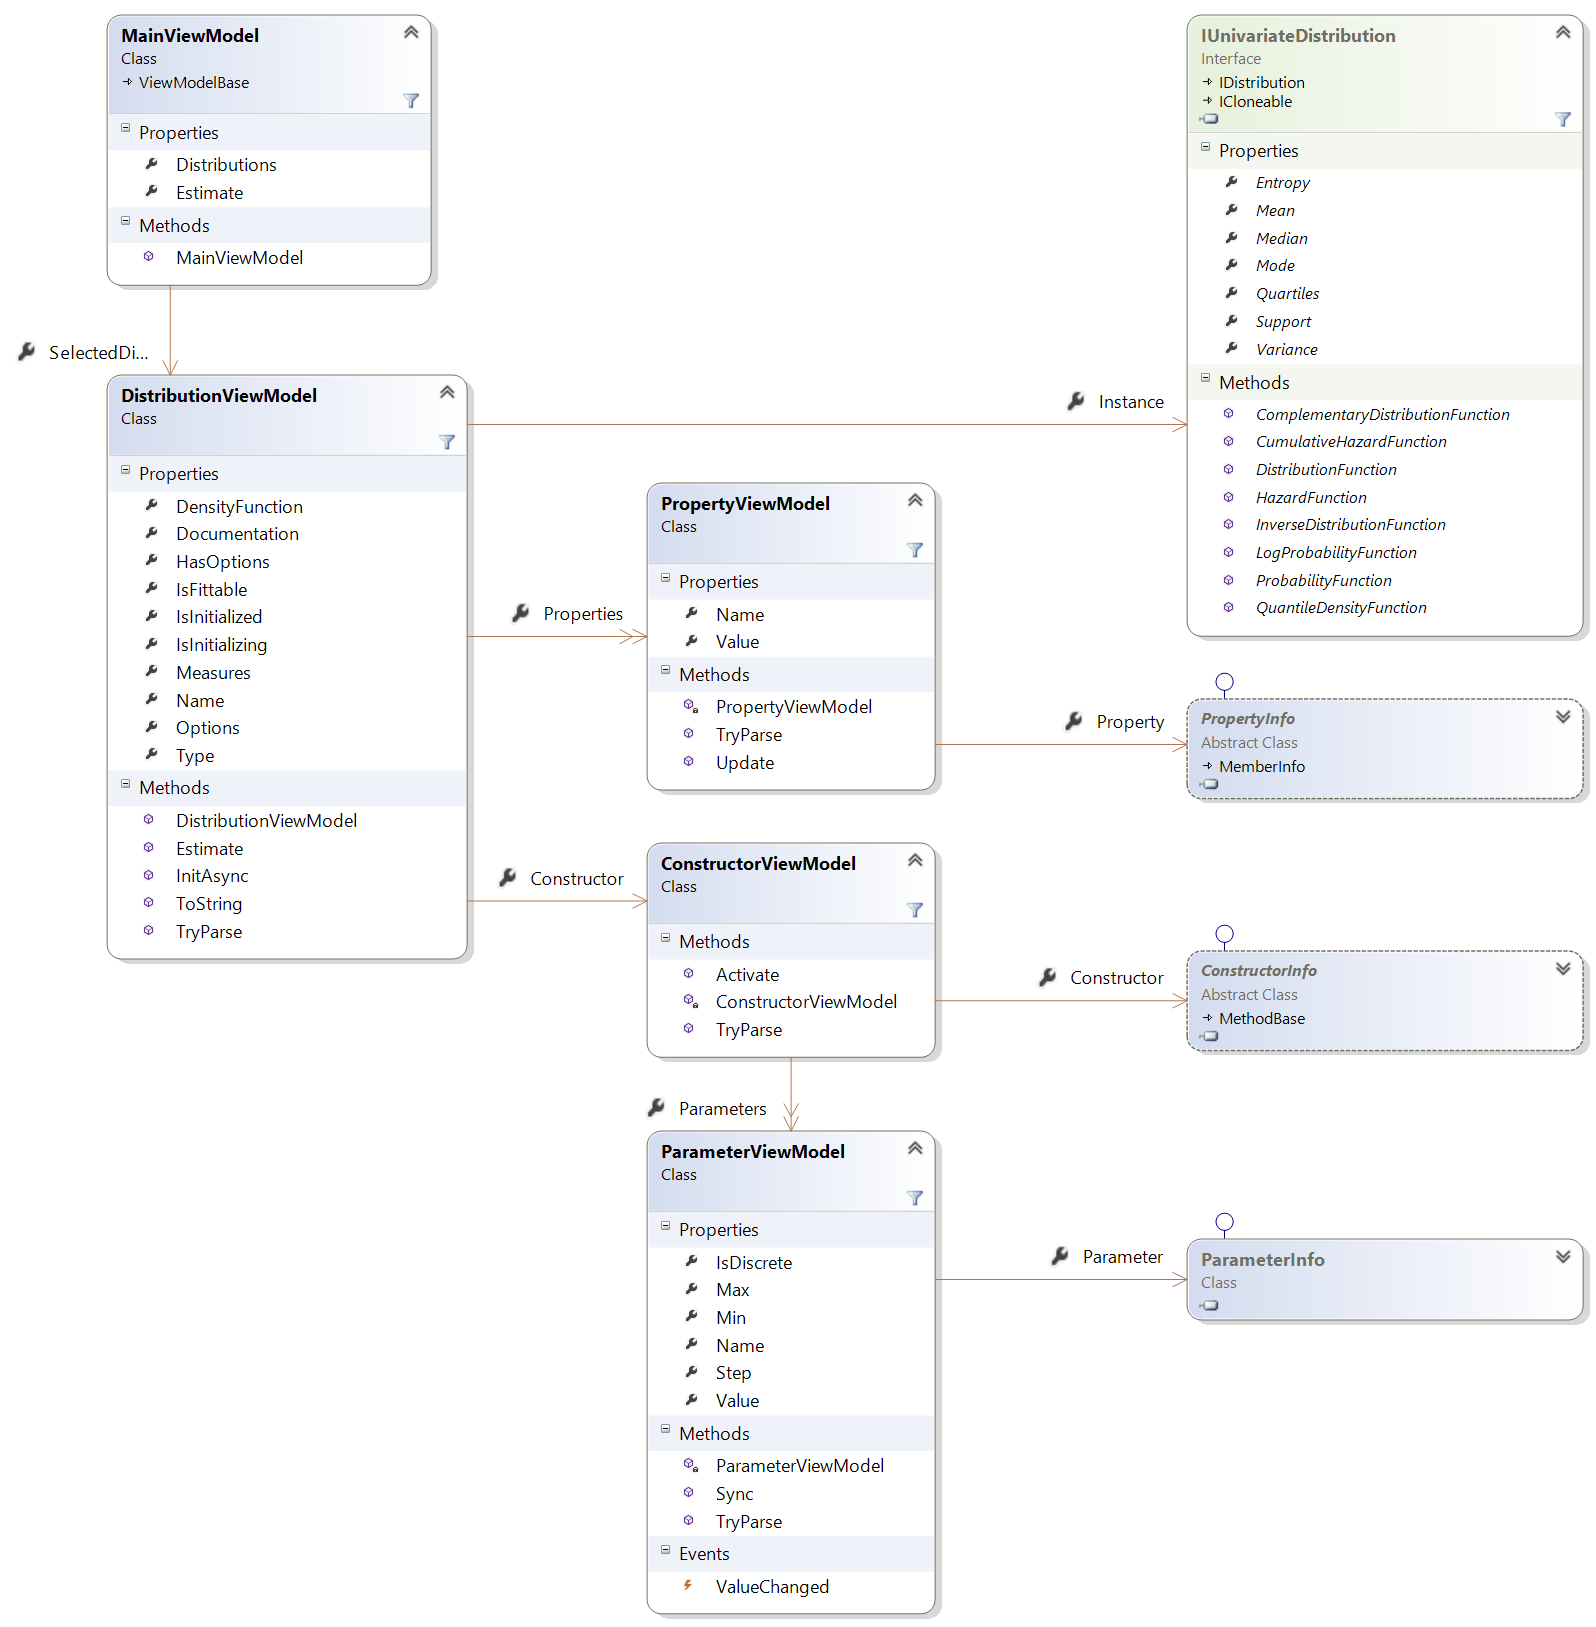 MainViewModel
Class
ViewModelBase
Properties
Distributions
Estimate
Methods
MainViewModel
SelectedDi...
DistributionViewModel
Class
Properties
DensityFunction
Documentation
HasOptions
IsFittable
IsInitialized
IsInitializing
Measures
Name
Options
Type
Methods
DistributionViewModel
Estimate
InitAsync
ToString
TryParse
Instance
IUnivariateDistribution
Interface
IDistribution
ICloneable
Properties
Entropy
Mean
Median
Mode
Quartiles
Support
Variance
Methods
ComplementaryDistributionFunction
CumulativeHazardFunction
DistributionFunction
HazardFunction
InverseDistributionFunction
LogProbabilityFunction
ProbabilityFunction
QuantileDensityFunction
Properties
PropertyViewModel
Class
Properties
Name
Value
Methods
PropertyViewModel
TryParse
Update
Property
PropertyInfo
Abstract Class
MemberInfo
Constructor
ConstructorViewModel
Class
Methods
Activate
ConstructorViewModel
TryParse
Constructor
ConstructorInfo
Abstract Class
MethodBase
Parameters
ParameterViewModel
Class
Properties
IsDiscrete
Max
Min
Name
Step
Value
Methods
ParameterViewModel
Sync
TryParse
Events
ValueChanged
Parameter
ParameterInfo
Class